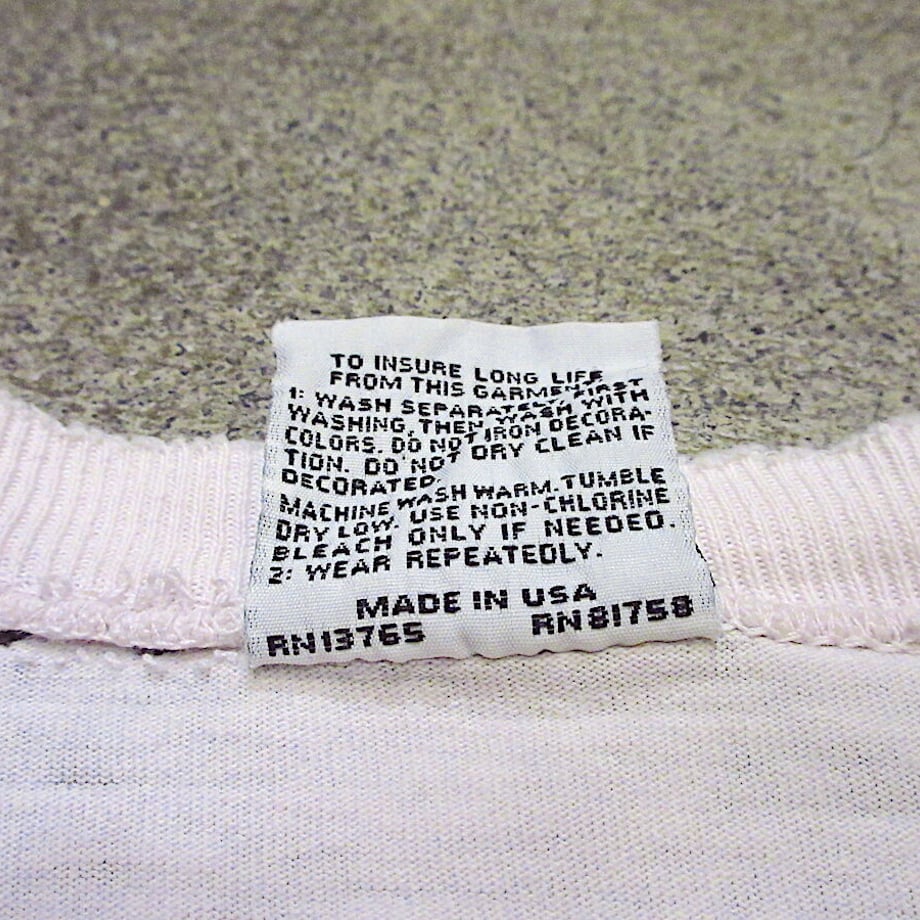 TO INSURE LONG LIFE
FROM THIS GARMENT
1: WASH SEPARATELY FIRST
WASHING, THEN WASH WITH
COLORS. DO NOT IRON DECORA-
TION. DO NOT DRY CLEAN IF
DECORATED.
MACHINE WASH WARM. TUMBLE
DRY LOW. USE NON-CHLORINE
BLEACH ONLY IF NEEDED.
2: WEAR REPEATEDLY.
MADE IN USA
RN13765 RN81758